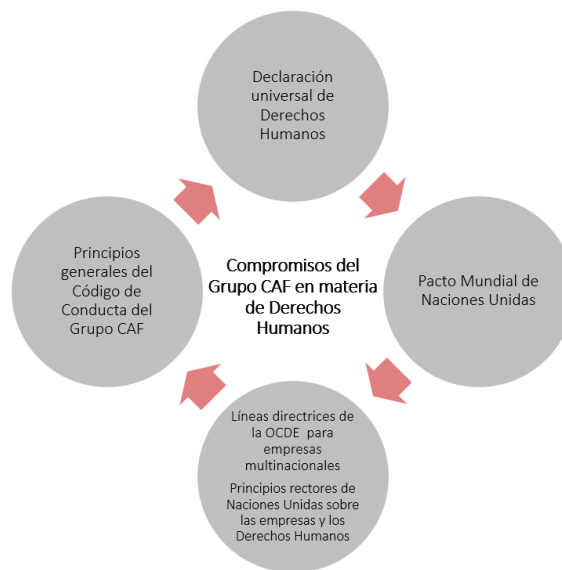 Declaración
universal de
Derechos
Humanos
Principios
generales del
Código de
Conducta del
Grupo CAF
Compromisos del
Grupo CAF en materia
de Derechos
Humanos
Pacto Mundial de
Naciones Unidas
Líneas directrices de
la OCDE para
empresas
multinacionales
Principios rectores de
Naciones Unidas sobre
las empresas y los
Derechos Humanos